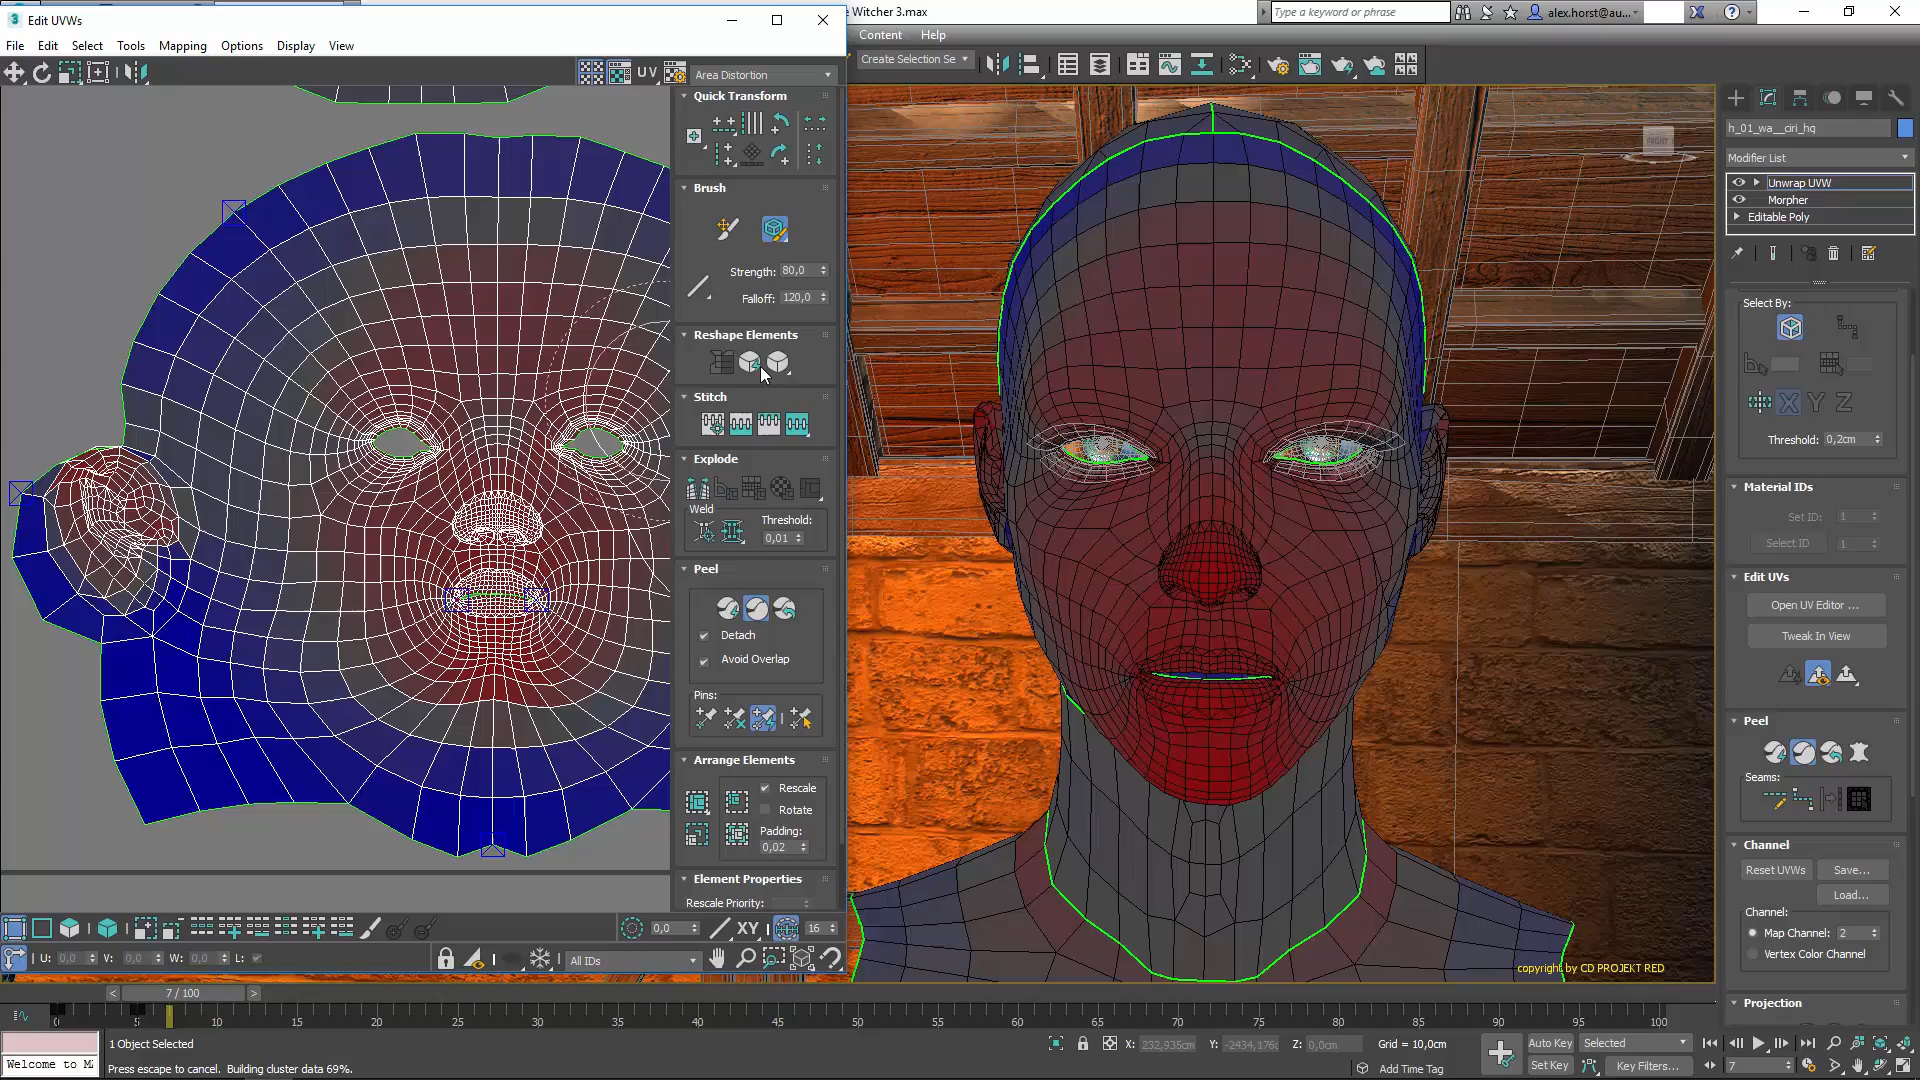 Edit UVWs
e Witcher 3.max
Type a keyword or phrase
alex.horst@au...
File Edit Select Tools Mapping Options Display View
Content Help
Create Selection Se
UV
Area Distortion
Quick Transform
Brush
Strength: 80,0
Falloff: 120,0
Reshape Elements
Stitch
Explode
Weld
Threshold:
0,01
Peel
Detach
Avoid Overlap
Pins:
Arrange Elements
Rescale
Rotate
Padding:
0,02
Element Properties
Rescale Priority:
0,0
XY
16
U: 0,0 V: 0,0 W: 0,0 L:
All IDs
FRONT
copyright by CD PROJEKT RED
h_01_wa__ciri_hq
Modifier List
Unwrap UVW
Morpher
Editable Poly
Select By:
X Y Z
Threshold: 0,2cm
Material IDs
Set ID: 1
Select ID 1
Edit UVs
Open UV Editor ...
Tweak In View
Peel
Seams:
Channel
Reset UVWs Save...
Load...
Channel:
Map Channel: 2
Vertex Color Channel
Projection
< 7 / 100 >
0 5 10 15 20 25 30 35 40 45 50 55 60 65 70 75 80 85 90 95 100
1 Object Selected
X: 232,935cm Y: -2434,176c Z: 0,0cm Grid = 10,0cm
Auto Key Selected
Welcome to M
Press escape to cancel. Building cluster data 69%.
Add Time Tag
Set Key Key Filters...
7